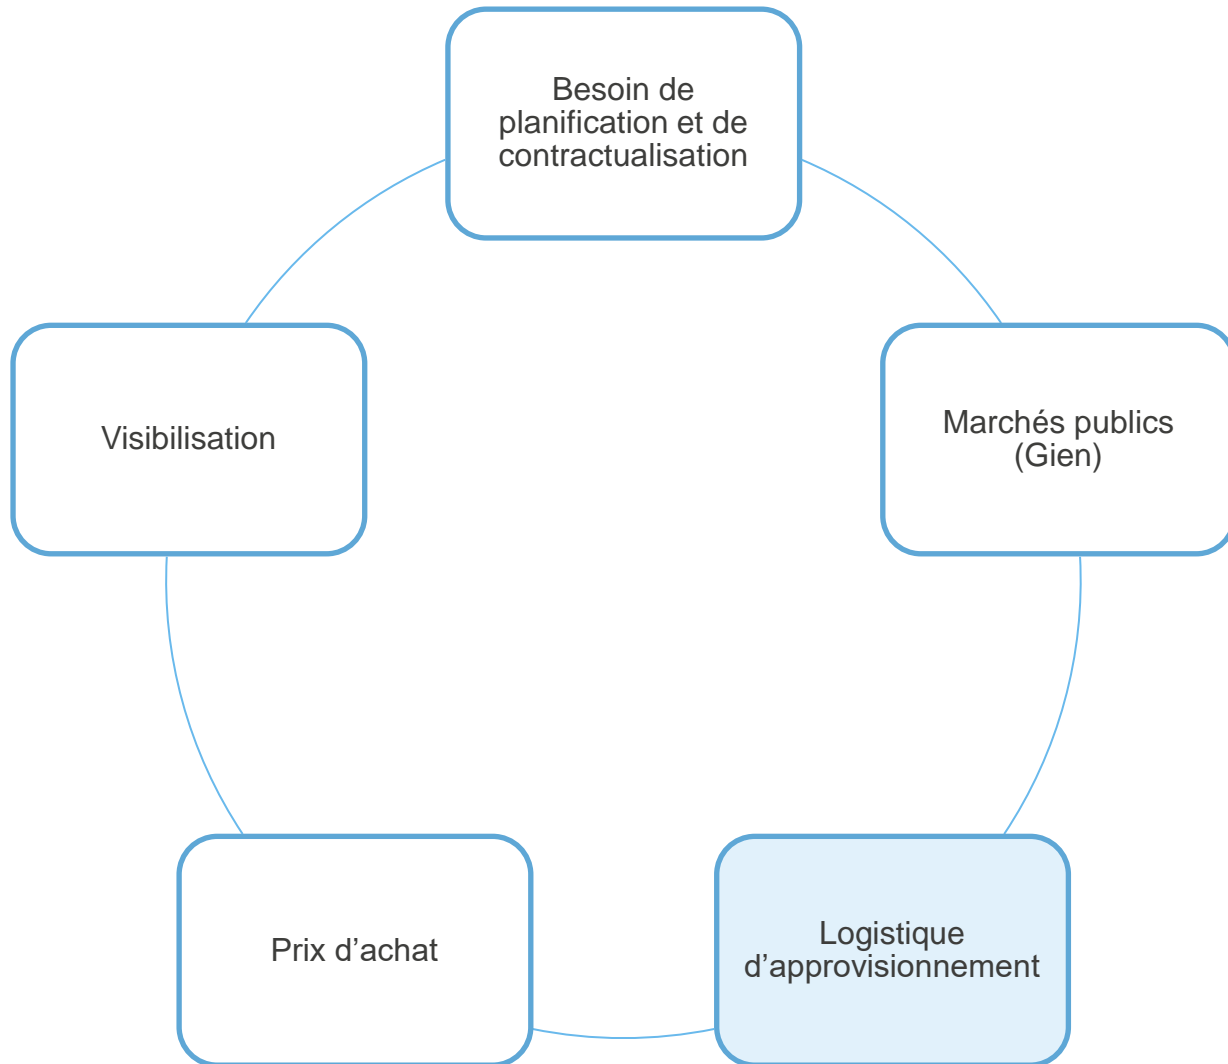 Besoin de
planification et de
contractualisation
Visibilisation
Marchés publics
(Gien)
Prix d’achat
Logistique
d’approvisionnement